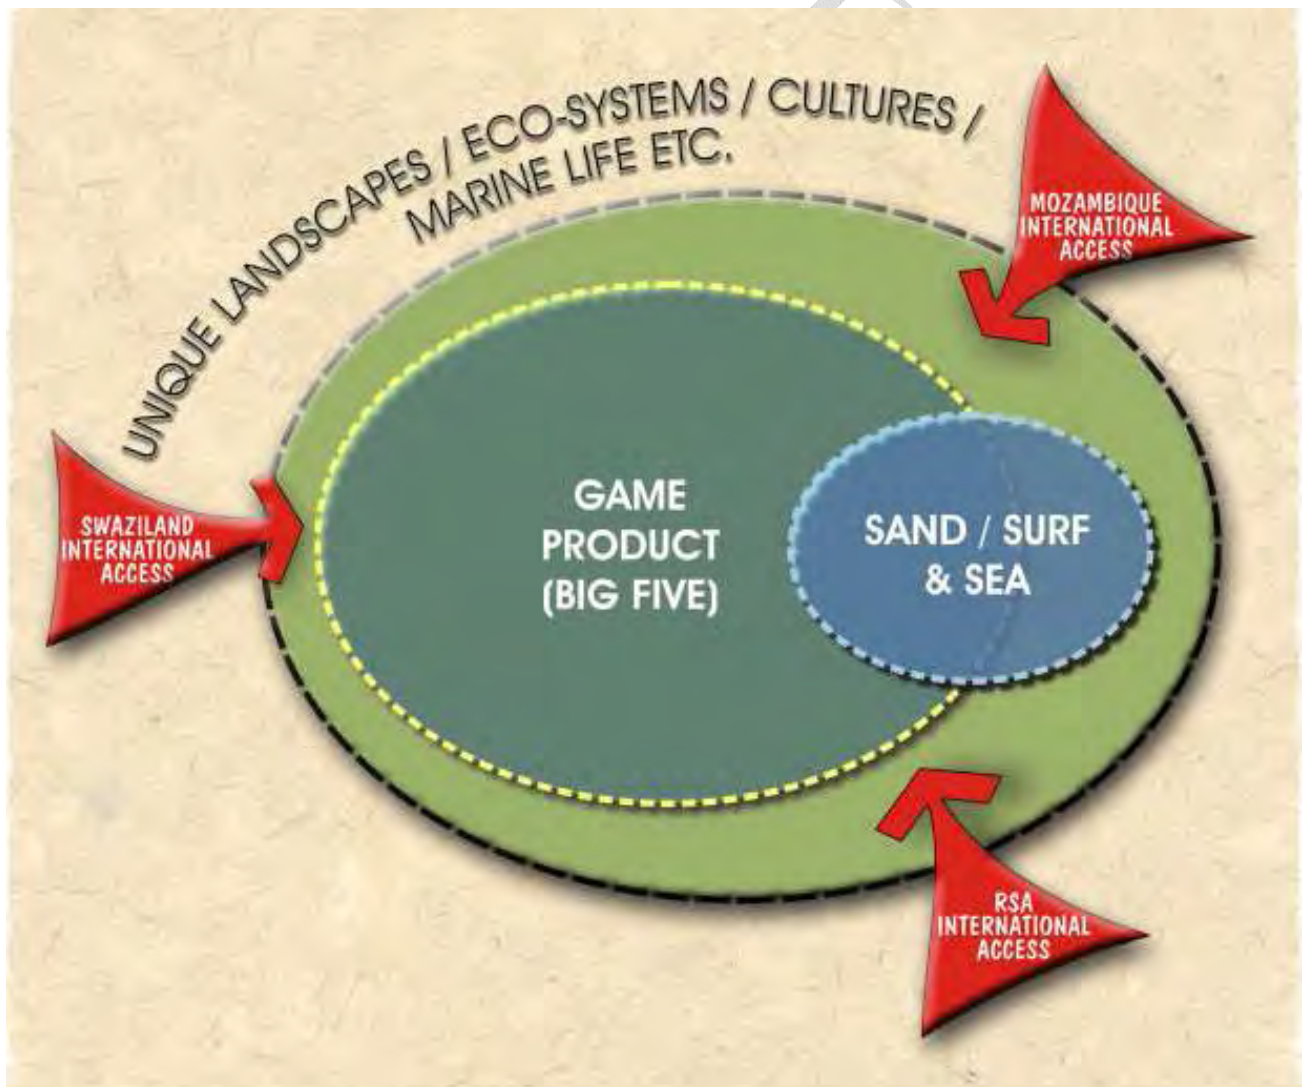 UNIQUE LANDSCAPES / ECO-SYSTEMS / CULTURES /
MARINE LIFE ETC.
MOZAMBIQUE
INTERNATIONAL
ACCESS
SWAZILAND
INTERNATIONAL
ACCESS
GAME
PRODUCT
(BIG FIVE)
SAND / SURF
& SEA
RSA
INTERNATIONAL
ACCESS